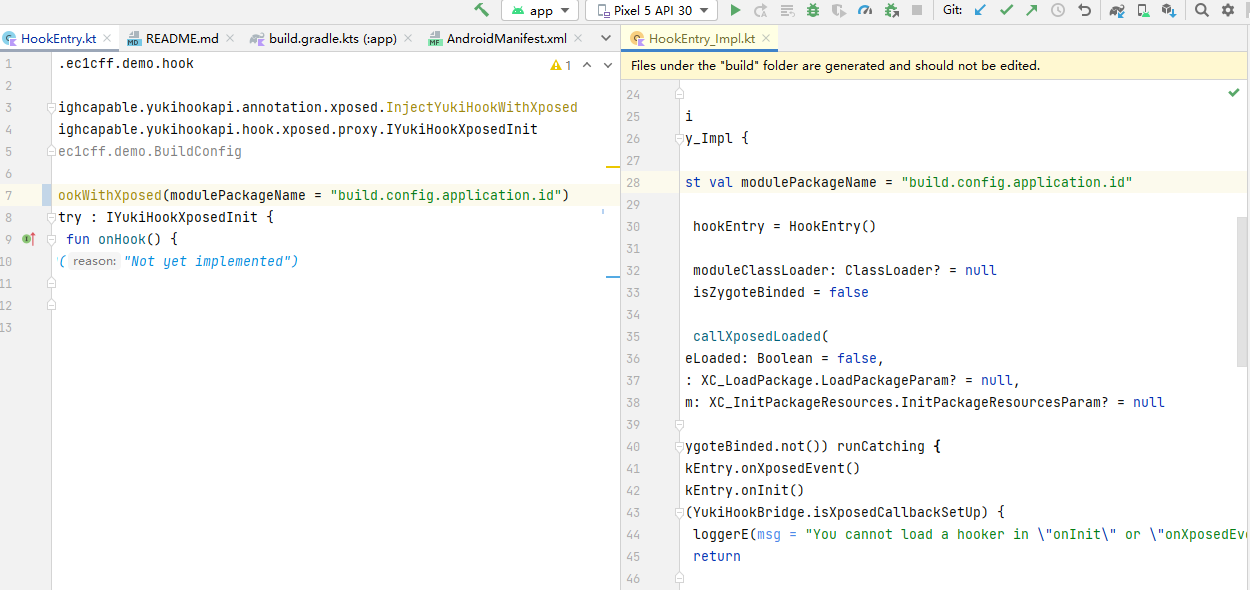 app
Pixel 5 API 30
Git:
HookEntry.kt
README.md
build.gradle.kts (:app)
AndroidManifest.xml
HookEntry_Impl.kt
1 .ec1cff.demo.hook
1
2
3 ighcapable.yukihookapi.annotation.xposed.InjectYukiHookWithXposed
4 ighcapable.yukihookapi.hook.xposed.proxy.IYukiHookXposedInit
5 ec1cff.demo.BuildConfig
6
7 ookWithXposed(modulePackageName = "build.config.application.id")
8 try : IYukiHookXposedInit {
9 fun onHook() {
10 ( reason: "Not yet implemented")
11
12
13
Files under the "build" folder are generated and should not be edited.
24
25 i
26 y_Impl {
27
28 st val modulePackageName = "build.config.application.id"
29
30 hookEntry = HookEntry()
31
32 moduleClassLoader: ClassLoader? = null
33 isZygoteBinded = false
34
35 callXposedLoaded(
36 eLoaded: Boolean = false,
37 : XC_LoadPackage.LoadPackageParam? = null,
38 m: XC_InitPackageResources.InitPackageResourcesParam? = null
39
40 ygoteBinded.not()) runCatching {
41 kEntry.onXposedEvent()
42 kEntry.onInit()
43 (YukiHookBridge.isXposedCallbackSetUp) {
44 loggerE(msg = "You cannot load a hooker in \"onInit\" or \"onXposedEv
45 return
46